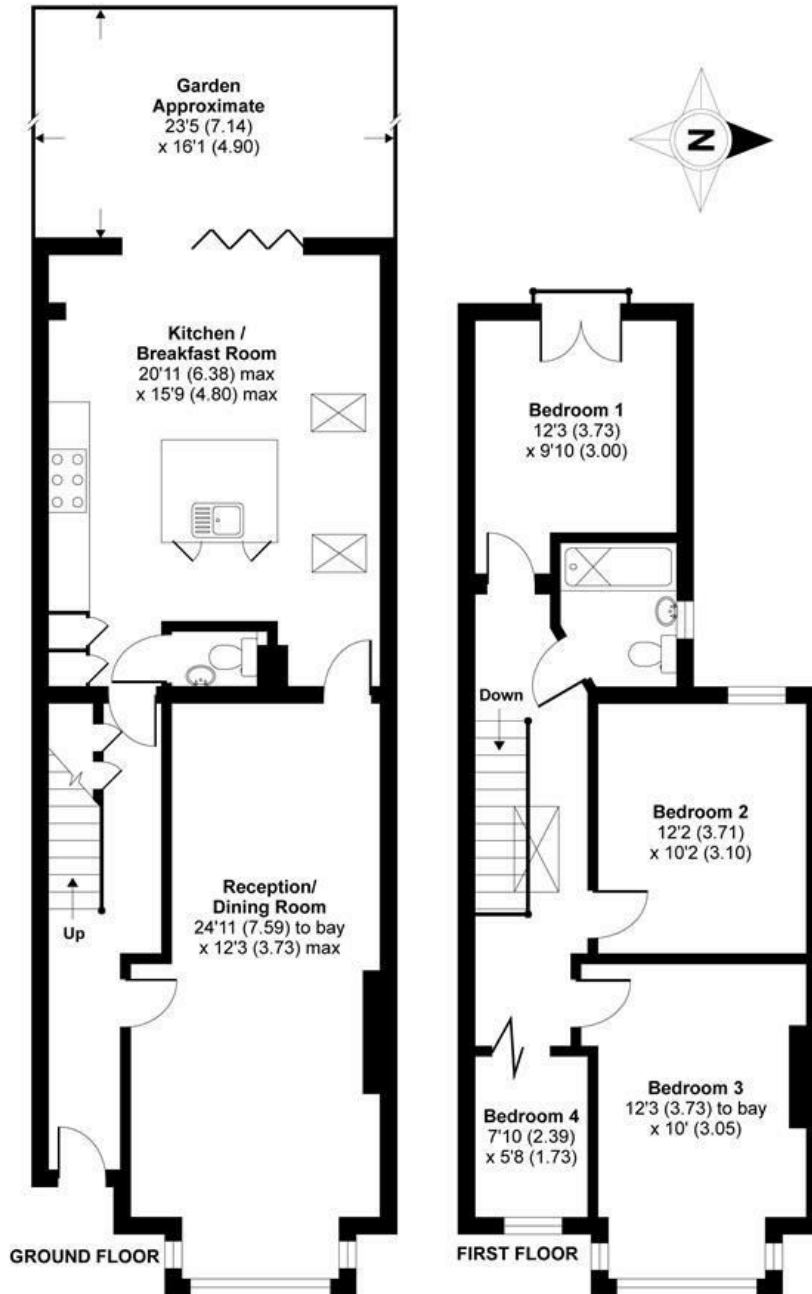 Garden
Approximate
23'5 (7.14)
x 16'1 (4.90)
N
Kitchen /
Breakfast Room
20'11 (6.38) max
x 15'9 (4.80) max
Bedroom 1
12'3 (3.73)
x 9'10 (3.00)
Down
Bedroom 2
12'2 (3.71)
x 10'2 (3.10)
Reception/
Dining Room
24'11 (7.59) to bay
x 12'3 (3.73) max
Up
Bedroom 3
12'3 (3.73) to bay
x 10' (3.05)
Bedroom 4
7'10 (2.39)
x 5'8 (1.73)
GROUND FLOOR
FIRST FLOOR